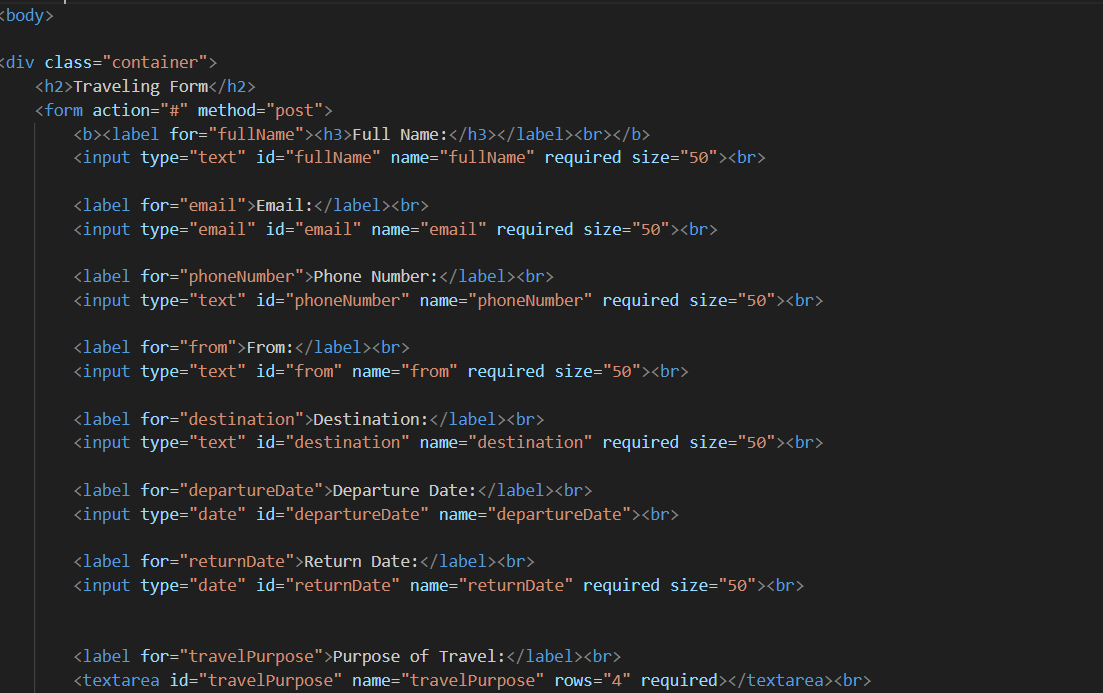 <body>
<div class="container">
<h2>Traveling Form</h2>
<form action="#" method="post">
<b><label for="fullName"><h3>Full Name:</h3></label><br></b>
<input type="text" id="fullName" name="fullName" required size="50"><br>
<label for="email">Email:</label><br>
<input type="email" id="email" name="email" required size="50"><br>
<label for="phoneNumber">Phone Number:</label><br>
<input type="text" id="phoneNumber" name="phoneNumber" required size="50"><br>
<label for="from">From:</label><br>
<input type="text" id="from" name="from" required size="50"><br>
<label for="destination">Destination:</label><br>
<input type="text" id="destination" name="destination" required size="50"><br>
<label for="departureDate">Departure Date:</label><br>
<input type="date" id="departureDate" name="departureDate"><br>
<label for="returnDate">Return Date:</label><br>
<input type="date" id="returnDate" name="returnDate" required size="50"><br>
<label for="travelPurpose">Purpose of Travel:</label><br>
<textarea id="travelPurpose" name="travelPurpose" rows="4" required></textarea><br>